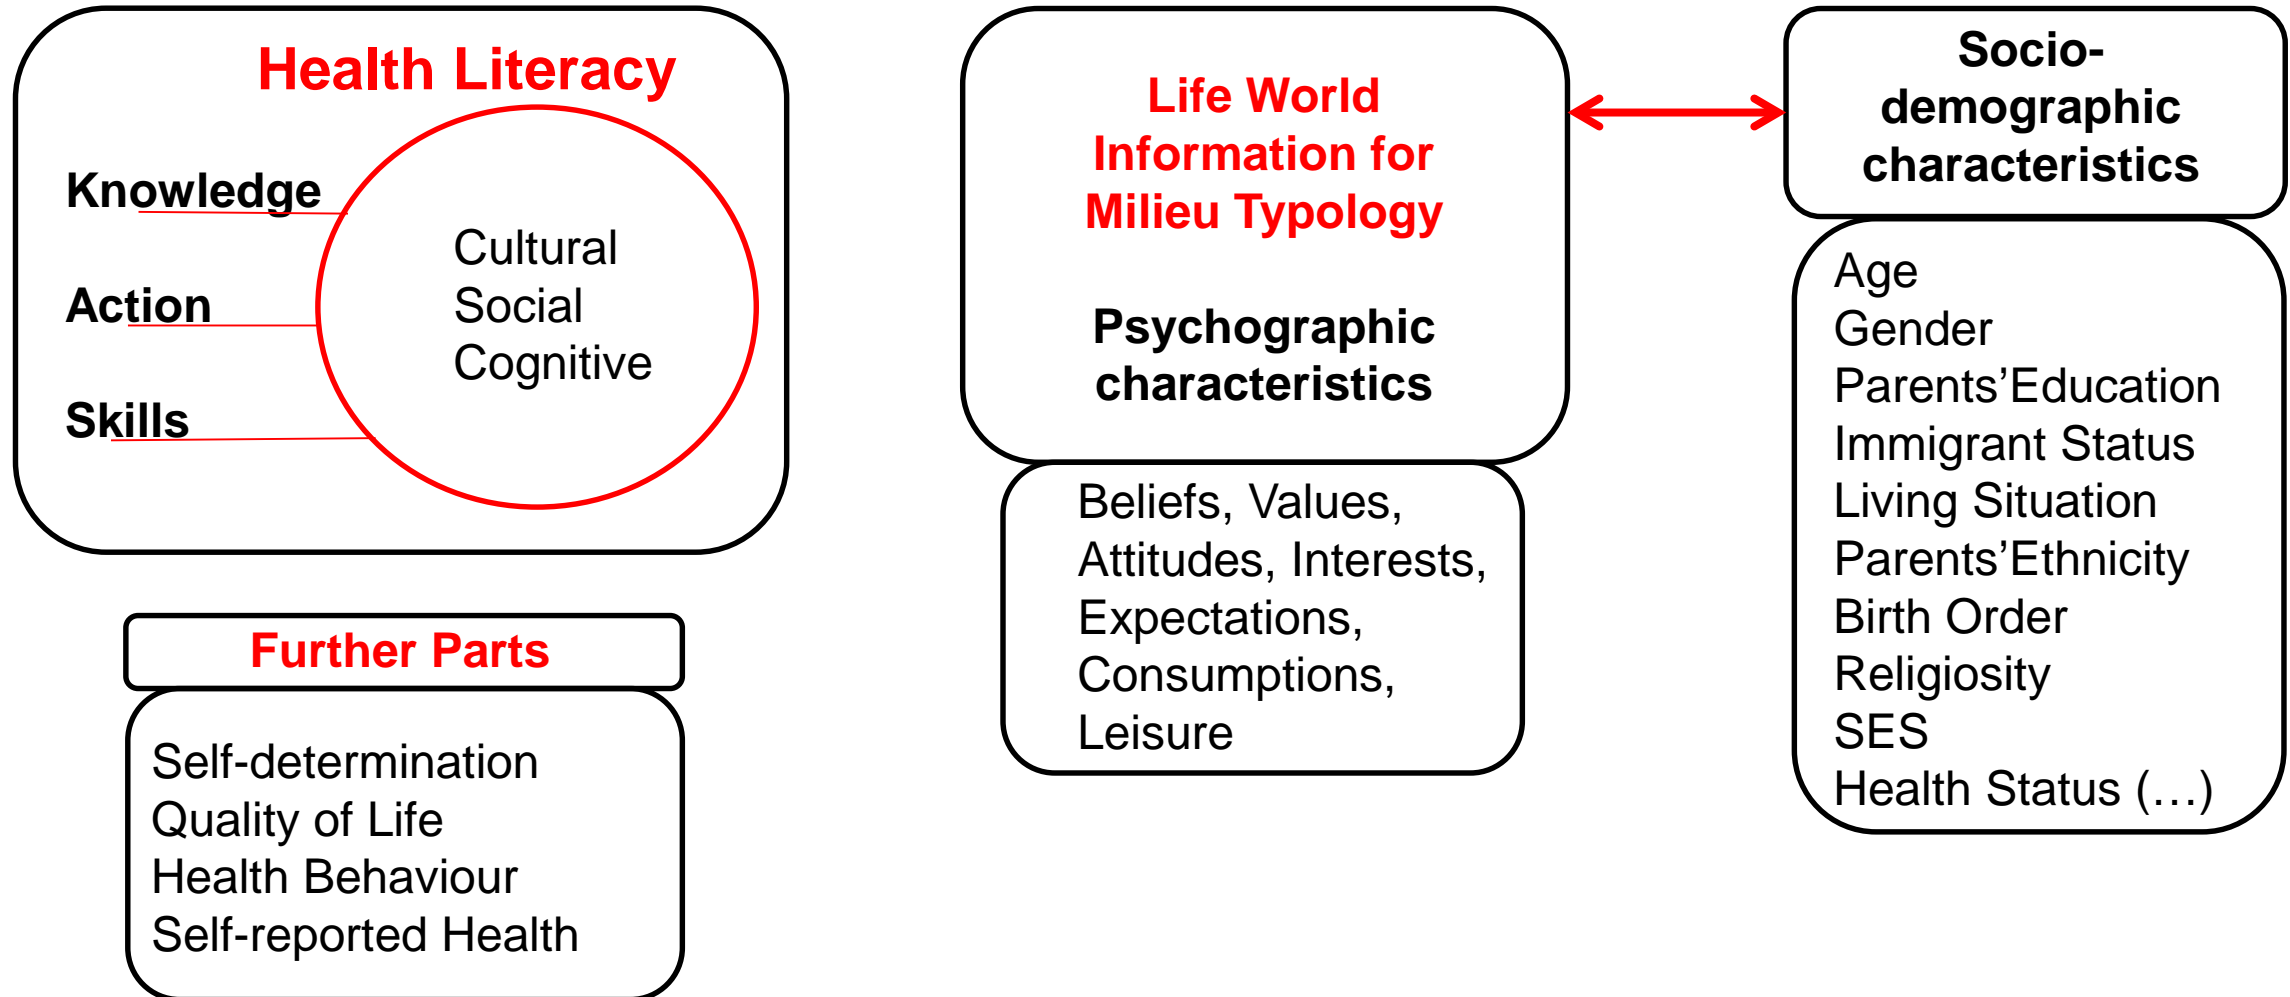 Health Literacy
Knowledge
Action
Skills
Cultural
Social
Cognitive
Further Parts
Self-determination
Quality of Life
Health Behaviour
Self-reported Health
Life World
Information for
Milieu Typology
Psychographic
characteristics
Beliefs, Values,
Attitudes, Interests,
Expectations,
Consumptions,
Leisure
Socio-
demographic
characteristics
Age
Gender
Parents’Education
Immigrant Status
Living Situation
Parents’Ethnicity
Birth Order
Religiosity
SES
Health Status (…)